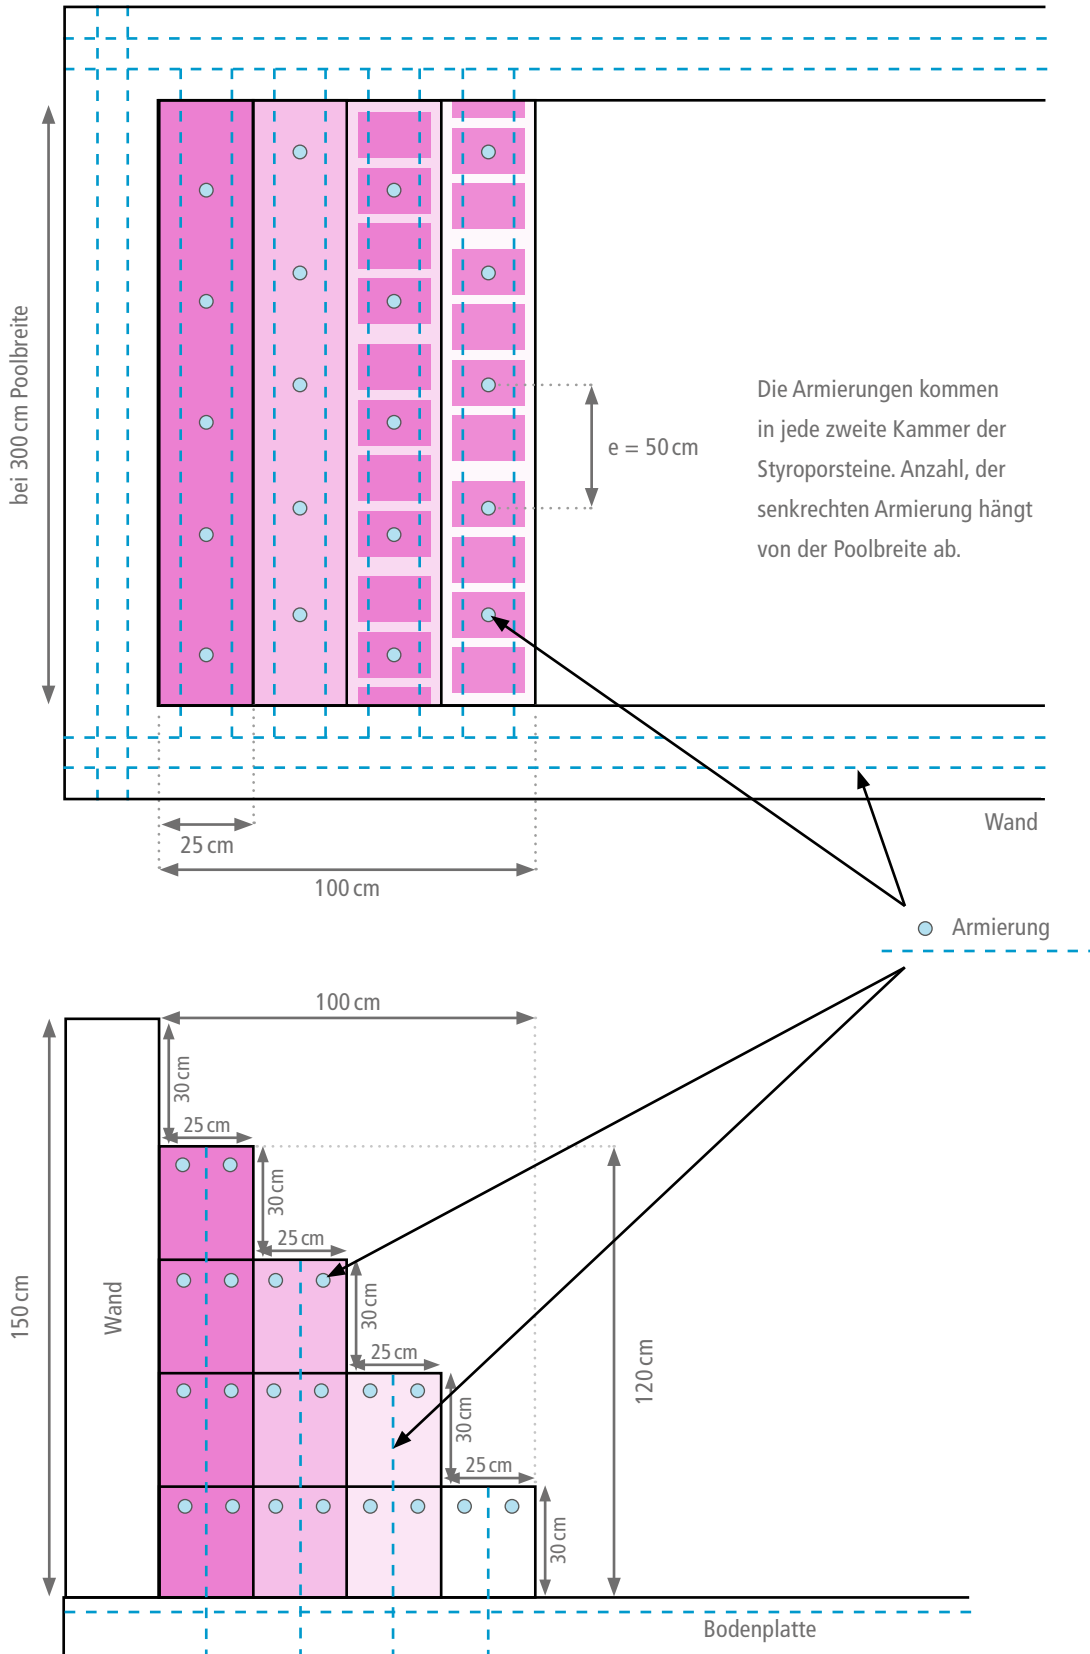 bei 300 cm Poolbreite
Die Armierungen kommen
in jede zweite Kammer der
Styroporsteine. Anzahl, der
senkrechten Armierung hängt
von der Poolbreite ab.
e = 50 cm
Wand
25 cm
100 cm
Armierung
100 cm
30 cm
25 cm
30 cm
25 cm
150 cm
Wand
30 cm
25 cm
120 cm
30 cm
25 cm
30 cm
Bodenplatte